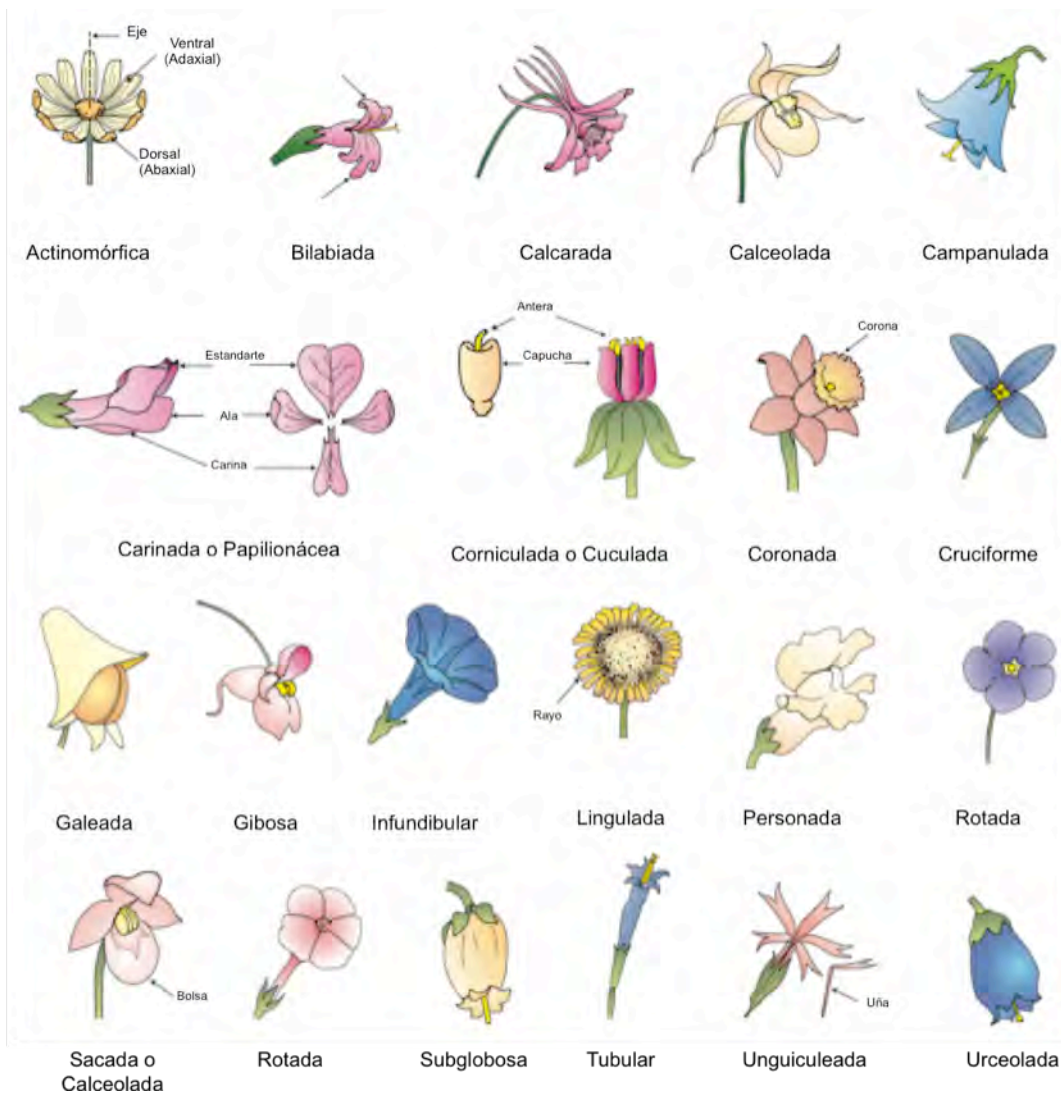 Eje
Ventral
(Adaxial)
Dorsal
(Abaxial)
Actinomórfica
Bilabiada
Calcarada
Calceolada
Campanulada
Estandarte
Ala
Carina
Antera
Capucha
Corona
Carinada o Papilionácea
Corniculada o Cuculada
Coronada
Cruciforme
Rayo
Galeada
Gibosa
Infundibular
Lingulada
Personada
Rotada
Bolsa
Uña
Sacada o
Calceolada
Rotada
Subglobosa
Tubular
Unguiculeada
Urceolada